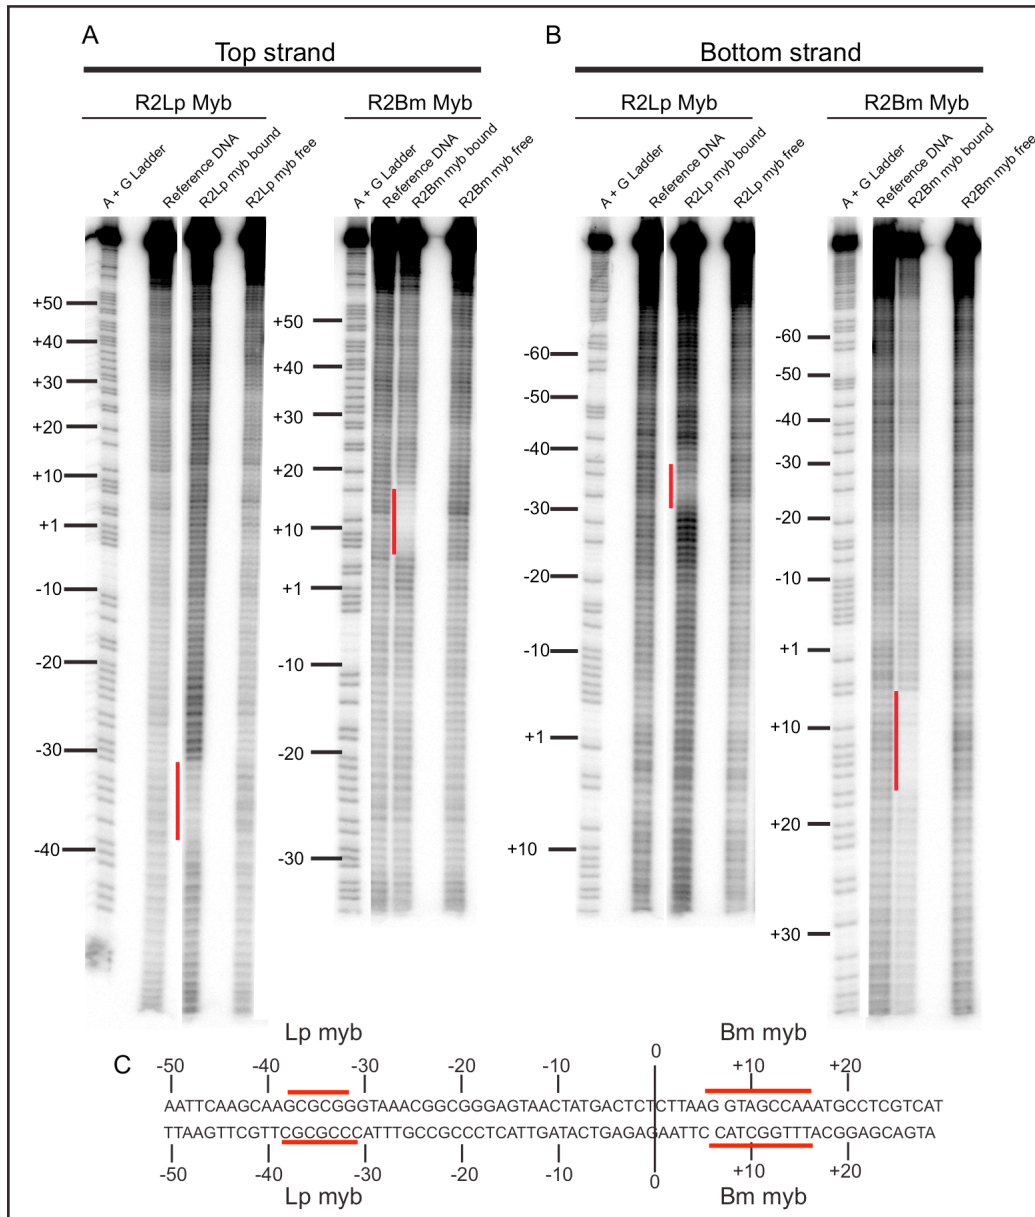 A
Top strand
R2Lp Myb
R2Bm Myb
A + G Ladder
Reference DNA
R2Lp myb bound
R2Lp myb free
A + G Ladder
Reference DNA
R2Bm myb bound
R2Bm myb free
+50
+40
+30
+20
+10
+1
-10
-20
-30
-40
+50
+40
+30
+20
+10
+1
-10
-20
-30
B
Bottom strand
R2Lp Myb
R2Bm Myb
A + G Ladder
Reference DNA
R2Lp myb bound
R2Lp myb free
A + G Ladder
Reference DNA
R2Bm myb bound
R2Bm myb free
-60
-50
-40
-30
-20
-10
+1
+10
-60
-50
-40
-30
-20
-10
+1
+10
+20
+30
C
Lp myb Bm myb
-50 -40 -30 -20 -10 0 +10 +20
AATTCAAGCAAGCGCGGGTAAACGGCGGGAGTAACTATGACTCTCTTAAG GTAGCCAAATGCCTCGTCAT
TTAAGTTCGTTCGCGCCCATTTGCCGCCCTCATTGATACTGAGAGAATTC CATCGGTTTACGGAGCAGTA
-50 -40 -30 -20 -10 0 +10 +20
Lp myb Bm myb